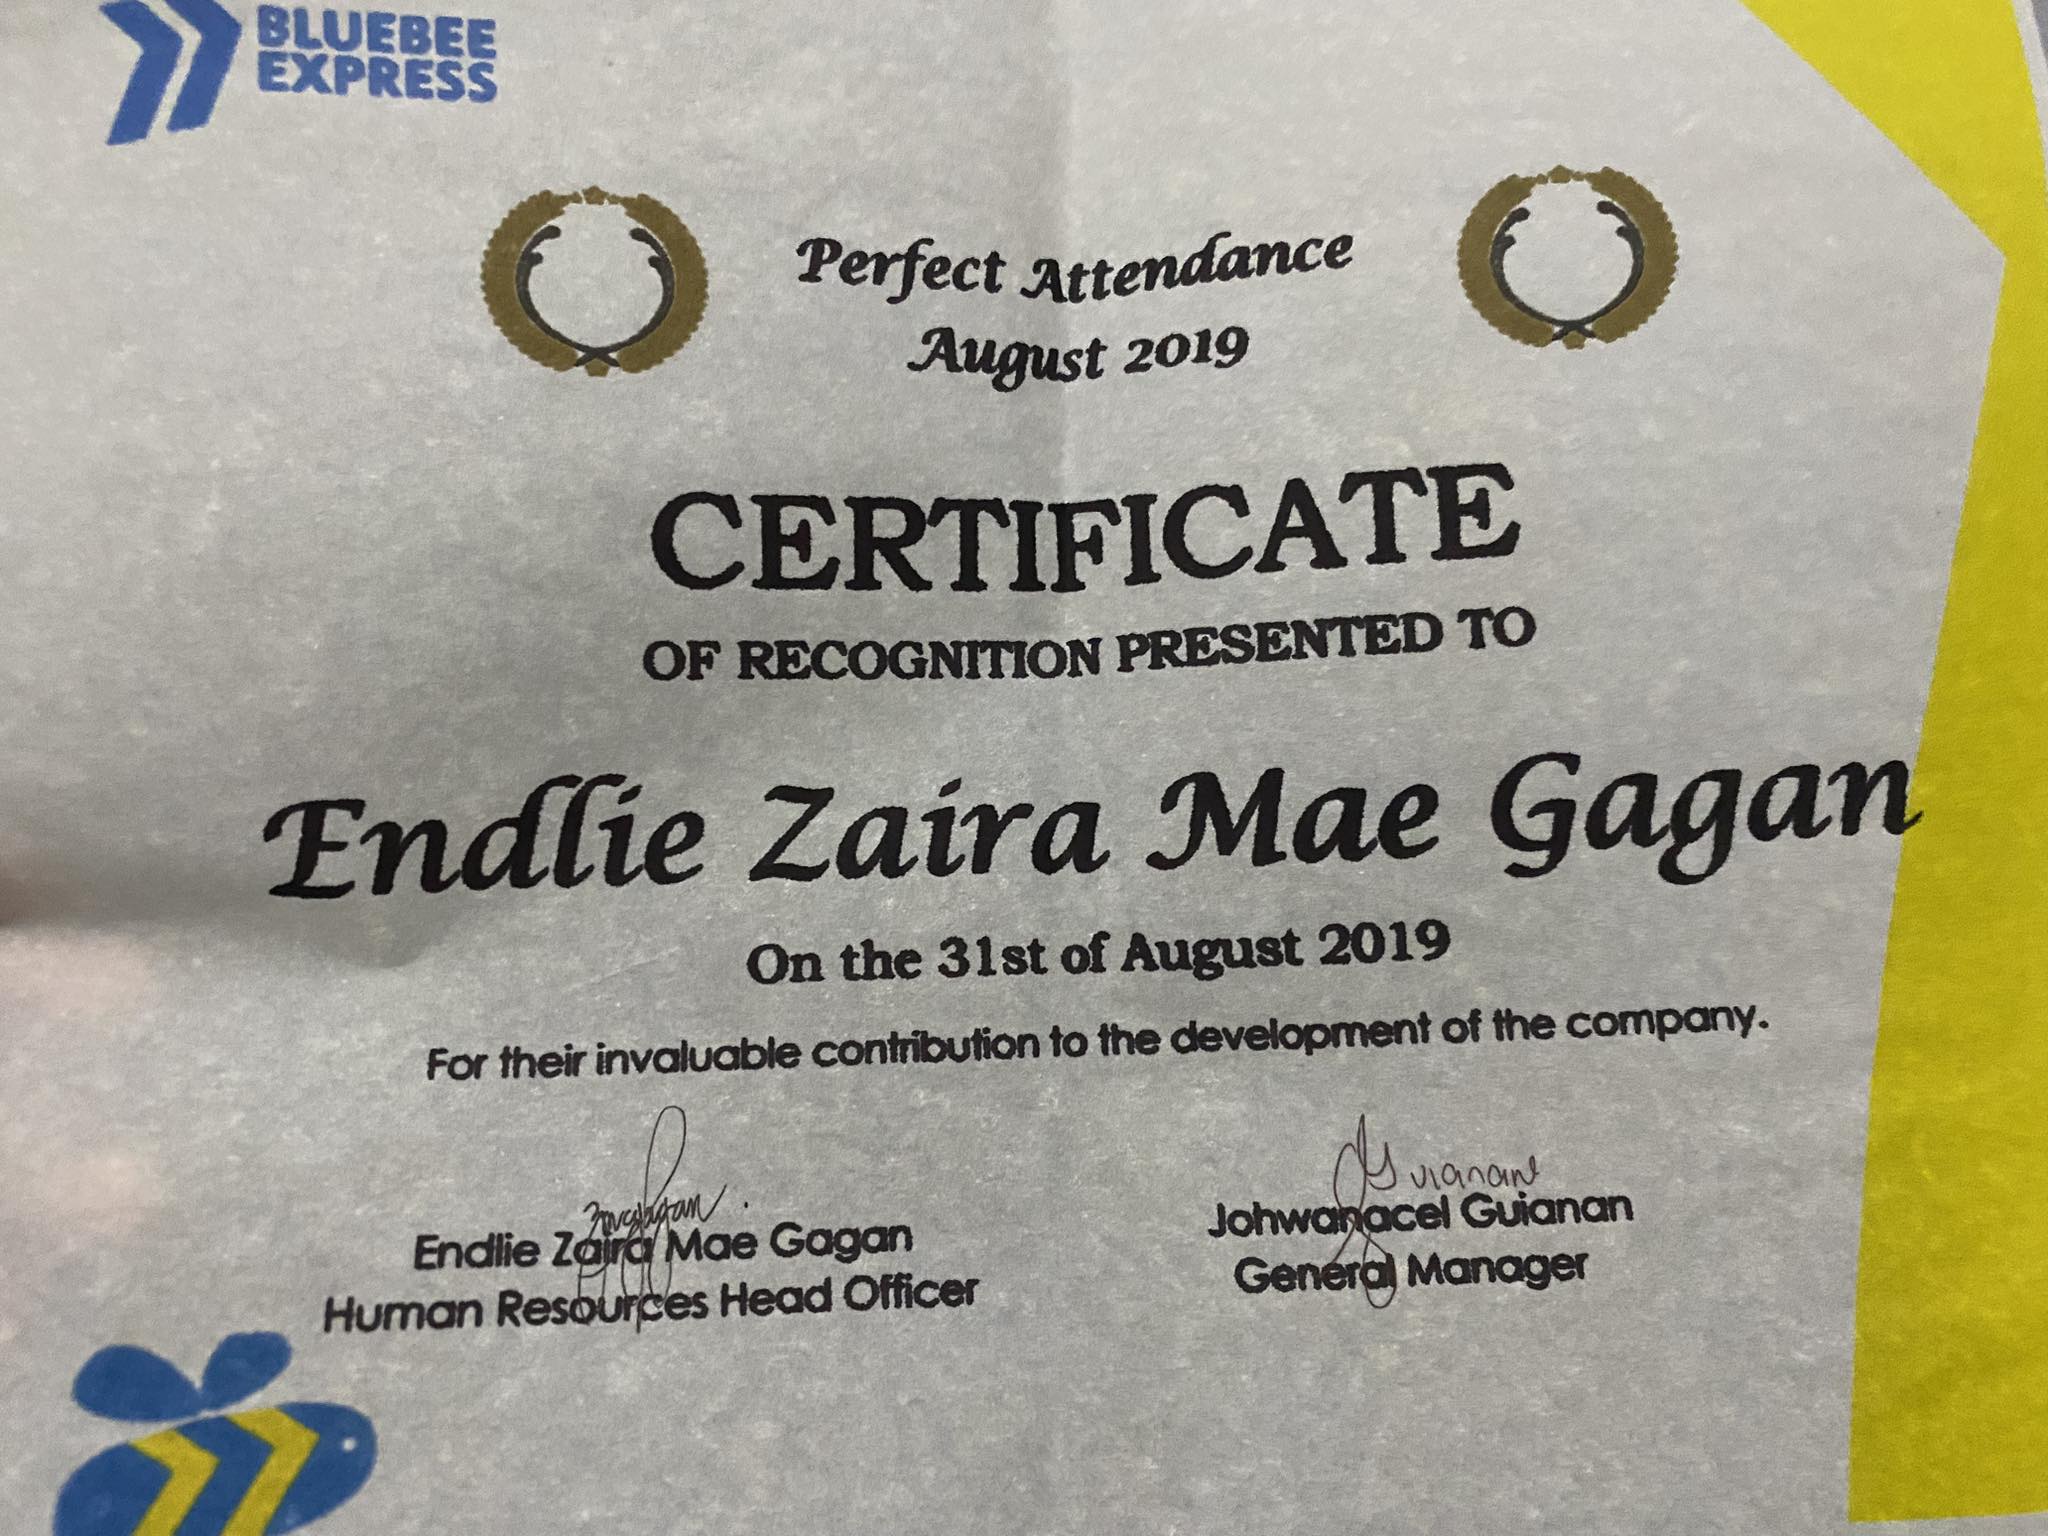 BLUEBEE
EXPRESS
Perfect Attendance
August 2019
CERTIFICATE
OF RECOGNITION PRESENTED TO
Endlie Zaira Mae Gagan
On the 31st of August 2019
For their invaluable contribution to the development of the company.
Endlie Zaira Mae Gagan
Human Resources Head Officer
JGuianan
Johwanacel Guianan
General Manager